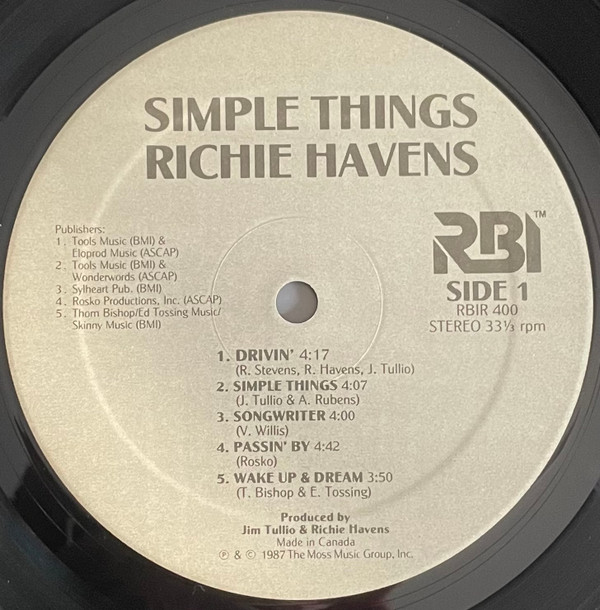 SIMPLE THINGS
RICHIE HAVENS
Publishers:
1. Tools Music (BMI) &
Eloprod Music (ASCAP)
2. Tools Music (BMI) &
Wonderwords (ASCAP)
3. Sylheart Pub. (BMI)
4. Rosko Productions, Inc. (ASCAP)
5. Thom Bishop/Ed Tossing Music/
Skinny Music (BMI)
RBI™
SIDE 1
RBIR 400
STEREO 33⅓ rpm
1. DRIVIN' 4:17
(R. Stevens, R. Havens, J. Tullio)
2. SIMPLE THINGS 4:07
(J. Tullio & A. Rubens)
3. SONGWRITER 4:00
(V. Willis)
4. PASSIN' BY 4:42
(Rosko)
5. WAKE UP & DREAM 3:50
(T. Bishop & E. Tossing)
Produced by
Jim Tullio & Richie Havens
Made in Canada
℗ & © 1987 The Moss Music Group, Inc.